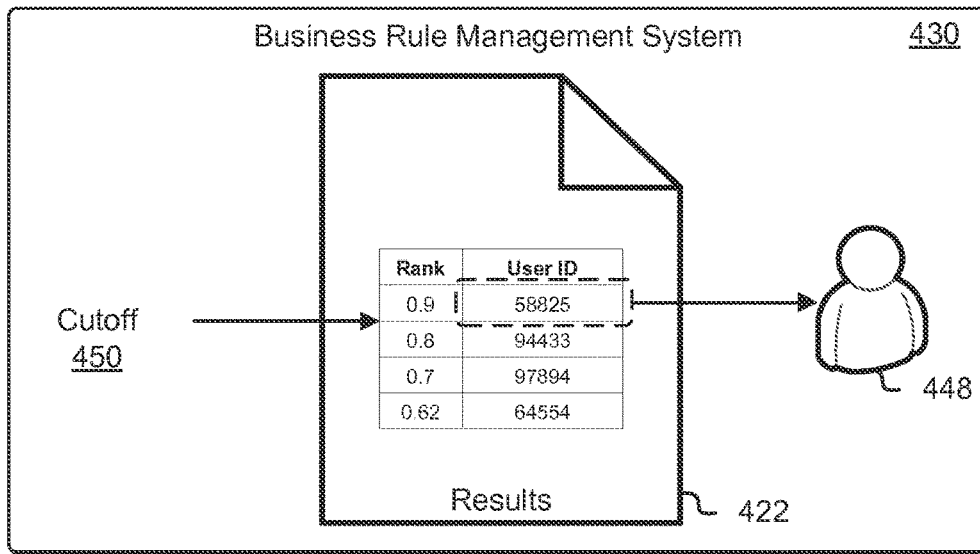 Business Rule Management System 430
Rank User ID
0.9 58825
0.8 94433
0.7 97894
0.62 64554
Cutoff
450
448
Results
422